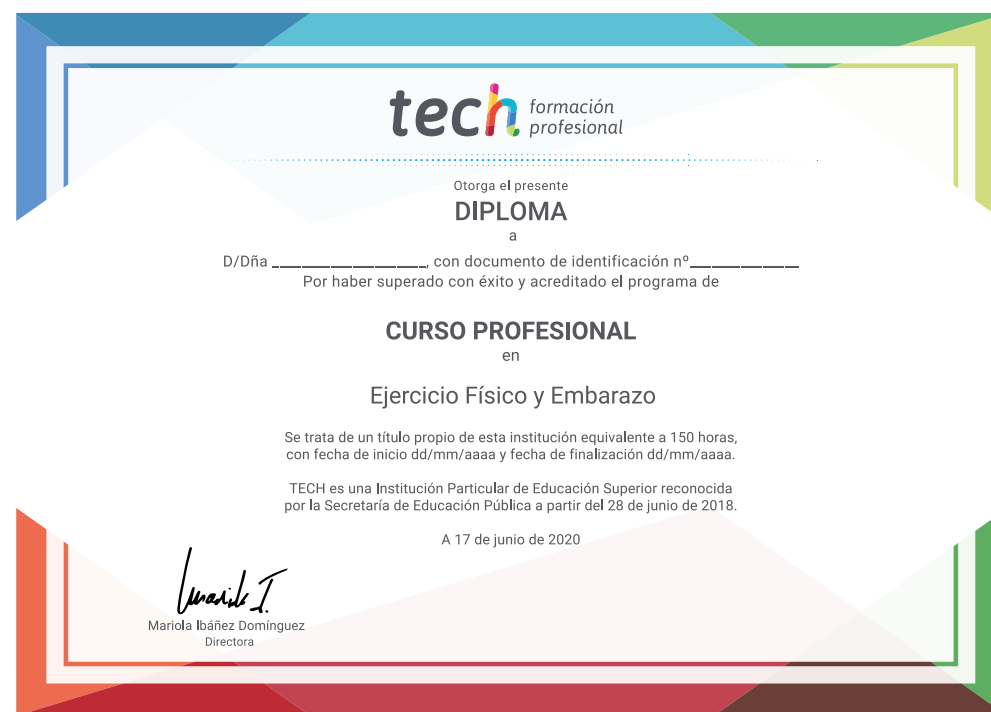 tech formación
profesional
Otorga el presente
DIPLOMA
a
D/Dña ____________________, con documento de identificación nº______________
Por haber superado con éxito y acreditado el programa de
CURSO PROFESIONAL
en
Ejercicio Físico y Embarazo
Se trata de un título propio de esta institución equivalente a 150 horas,
con fecha de inicio dd/mm/aaaa y fecha de finalización dd/mm/aaaa.
TECH es una Institución Particular de Educación Superior reconocida
por la Secretaría de Educación Pública a partir del 28 de junio de 2018.
A 17 de junio de 2020
Mariola Ibáñez Domínguez
Directora